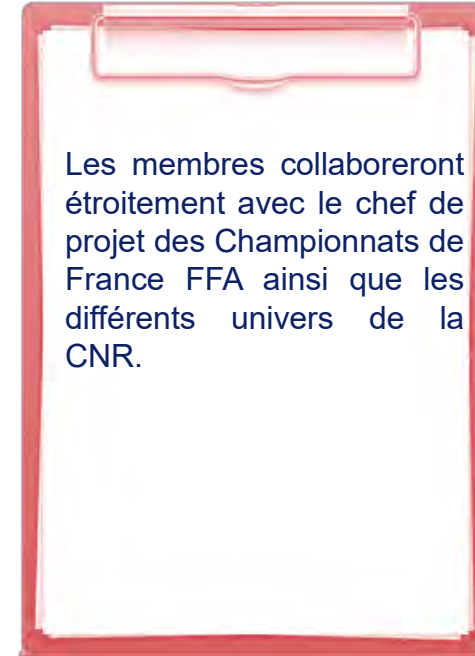 Les membres collaboreront
étroitement avec le chef de
projet des Championnats de
France FFA ainsi que les
différents univers de la
CNR.